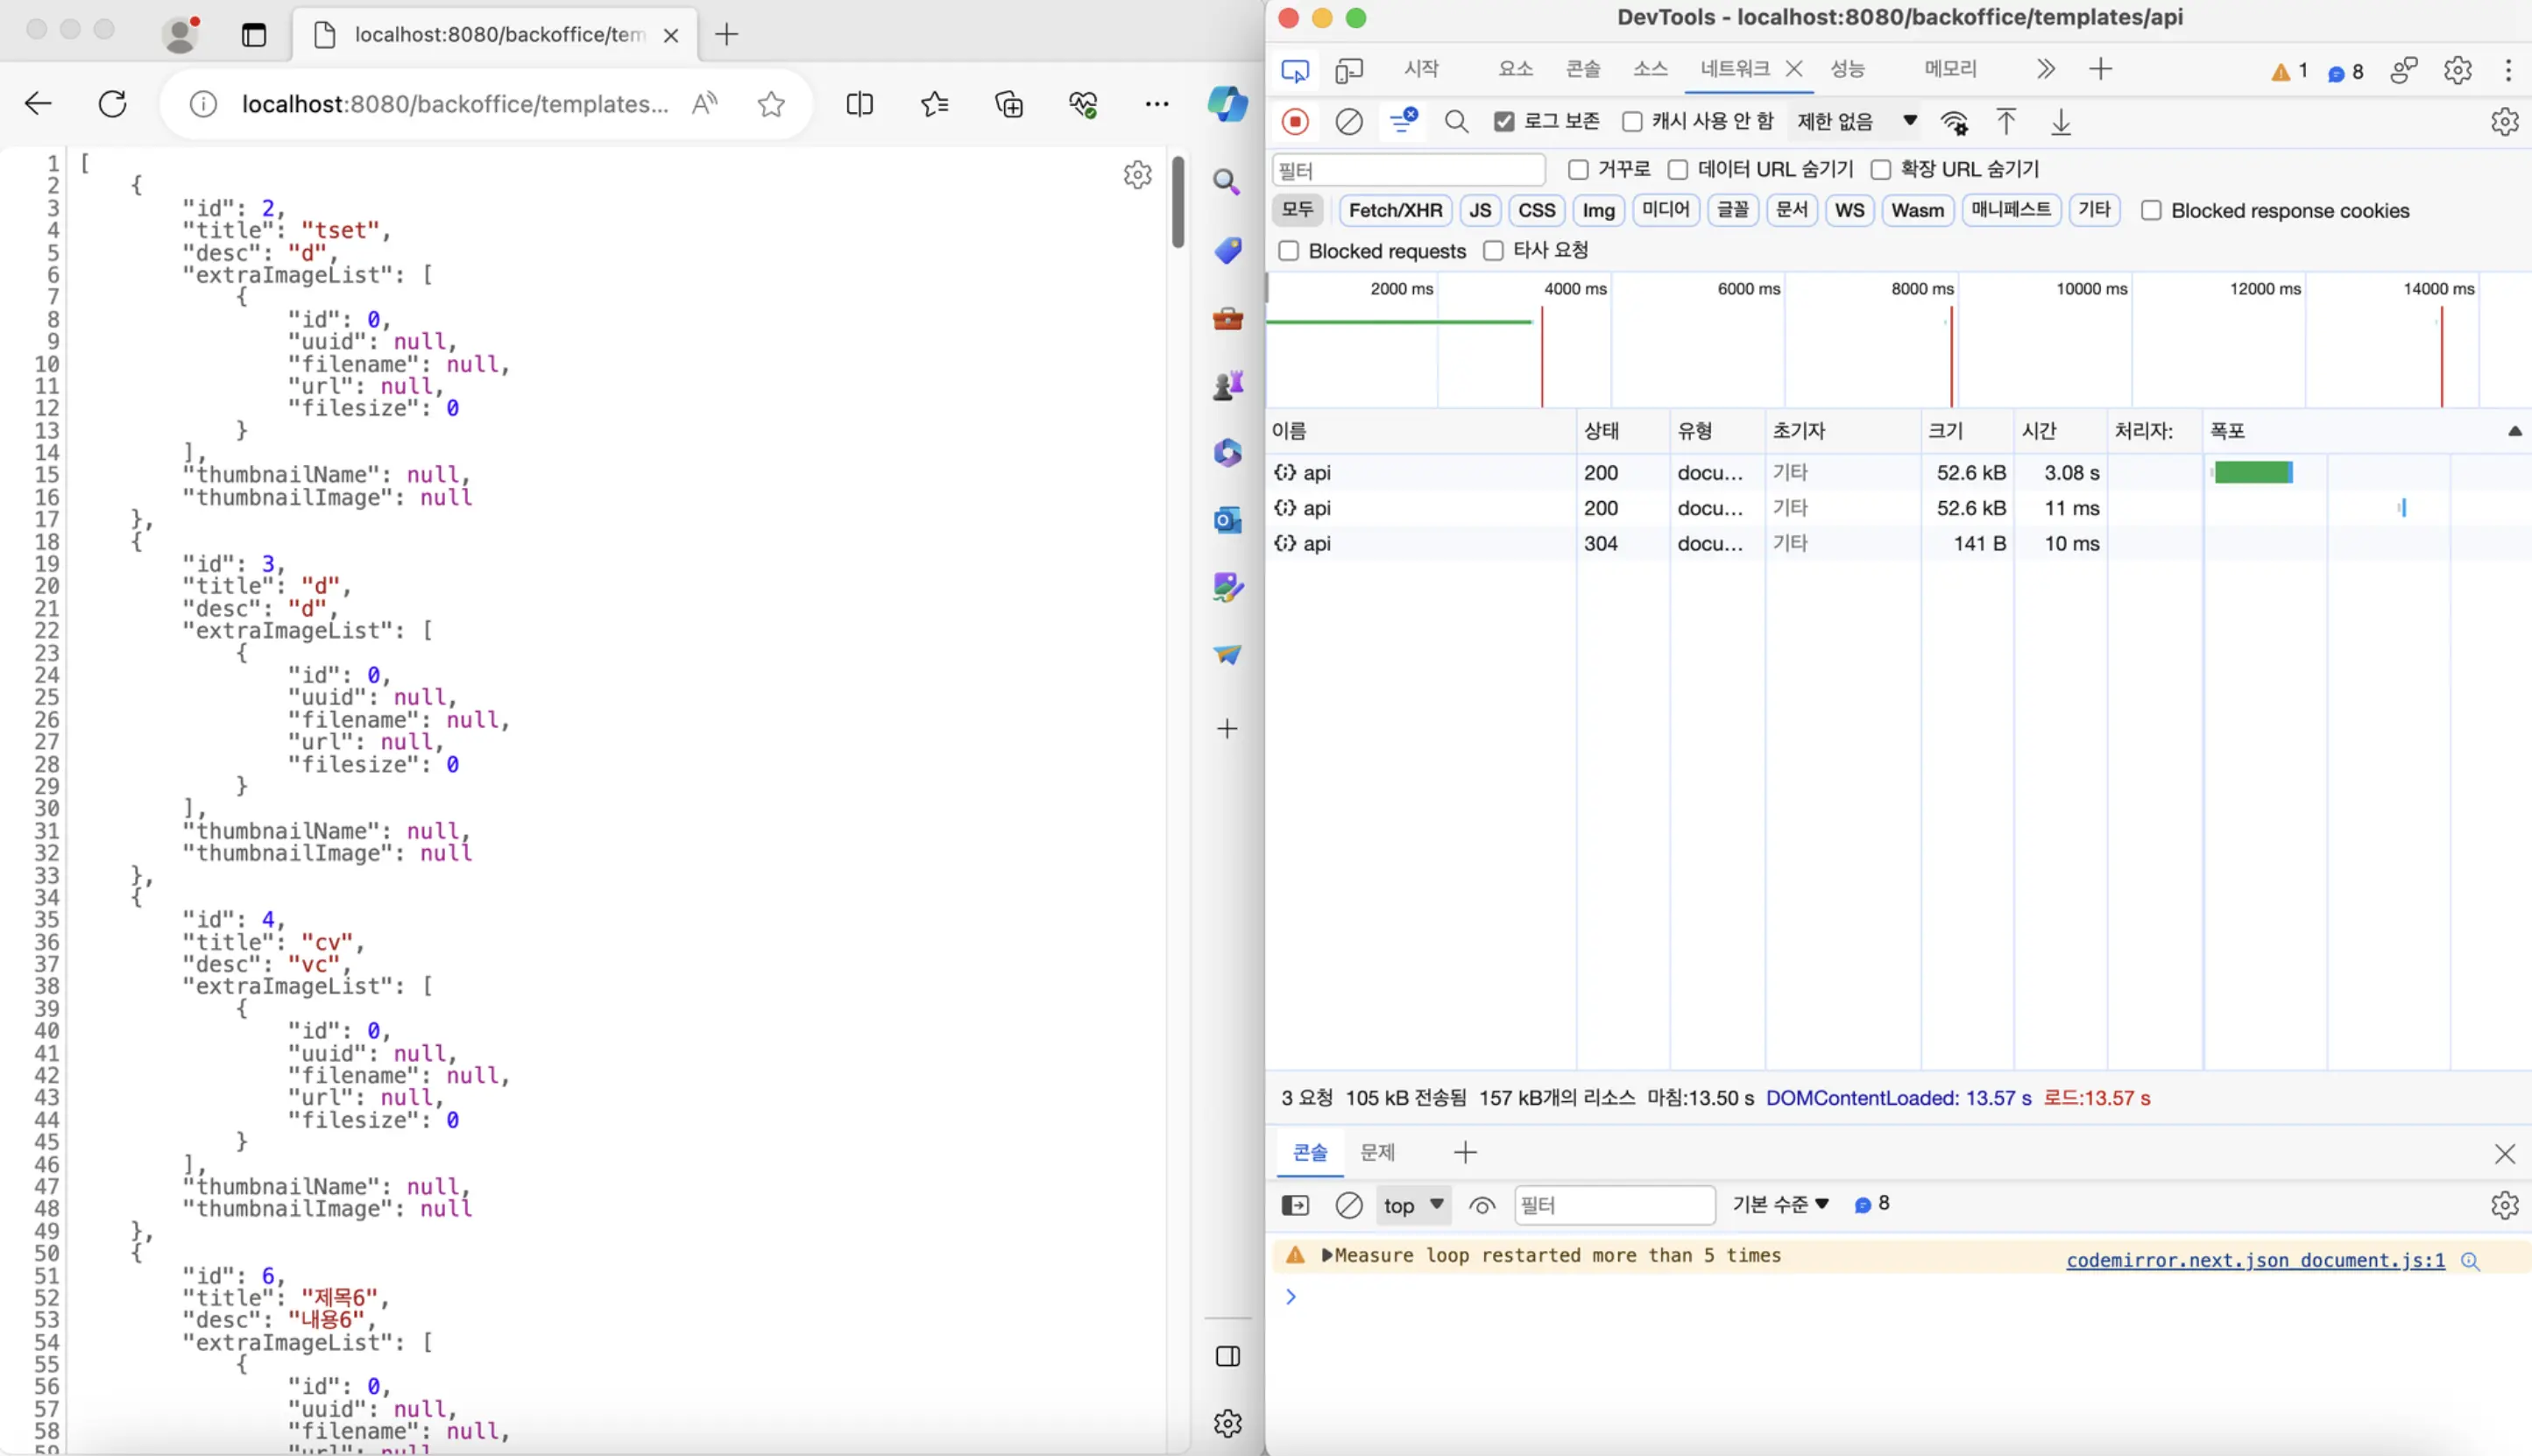 localhost:8080/backoffice/tem
localhost:8080/backoffice/templates...
1 [
2 {
3 "id": 2,
4 "title": "tset",
5 "desc": "d",
6 "extraImageList": [
7 {
8 "id": 0,
9 "uuid": null,
10 "filename": null,
11 "url": null,
12 "filesize": 0
13 }
14 ],
15 "thumbnailName": null,
16 "thumbnailImage": null
17 },
18 {
19 "id": 3,
20 "title": "d",
21 "desc": "d",
22 "extraImageList": [
23 {
24 "id": 0,
25 "uuid": null,
26 "filename": null,
27 "url": null,
28 "filesize": 0
29 }
30 ],
31 "thumbnailName": null,
32 "thumbnailImage": null
33 },
34 {
35 "id": 4,
36 "title": "cv",
37 "desc": "vc",
38 "extraImageList": [
39 {
40 "id": 0,
41 "uuid": null,
42 "filename": null,
43 "url": null,
44 "filesize": 0
45 }
46 ],
47 "thumbnailName": null,
48 "thumbnailImage": null
49 },
50 {
51 "id": 6,
52 "title": "제목6",
53 "desc": "내용6",
54 "extraImageList": [
55 {
56 "id": 0,
57 "uuid": null,
58 "filename": null,
59 "url": null
DevTools - localhost:8080/backoffice/templates/api
시작 요소 콘솔 소스 네트워크 성능 메모리 1 8
로그 보존 캐시 사용 안 함 제한 없음
필터 거꾸로 데이터 URL 숨기기 확장 URL 숨기기
모두 Fetch/XHR JS CSS Img 미디어 글꼴 문서 WS Wasm 매니페스트 기타 Blocked response cookies
Blocked requests 타사 요청
2000 ms 4000 ms 6000 ms 8000 ms 10000 ms 12000 ms 14000 ms
이름 상태 유형 초기자 크기 시간 처리자: 폭포
api 200 docu... 기타 52.6 kB 3.08 s
api 200 docu... 기타 52.6 kB 11 ms
api 304 docu... 기타 141 B 10 ms
3 요청 105 kB 전송됨 157 kB개의 리소스 마침:13.50 s DOMContentLoaded: 13.57 s 로드:13.57 s
콘솔 문제
top 필터 기본 수준 8
Measure loop restarted more than 5 times codemirror.next.json_document.js:1